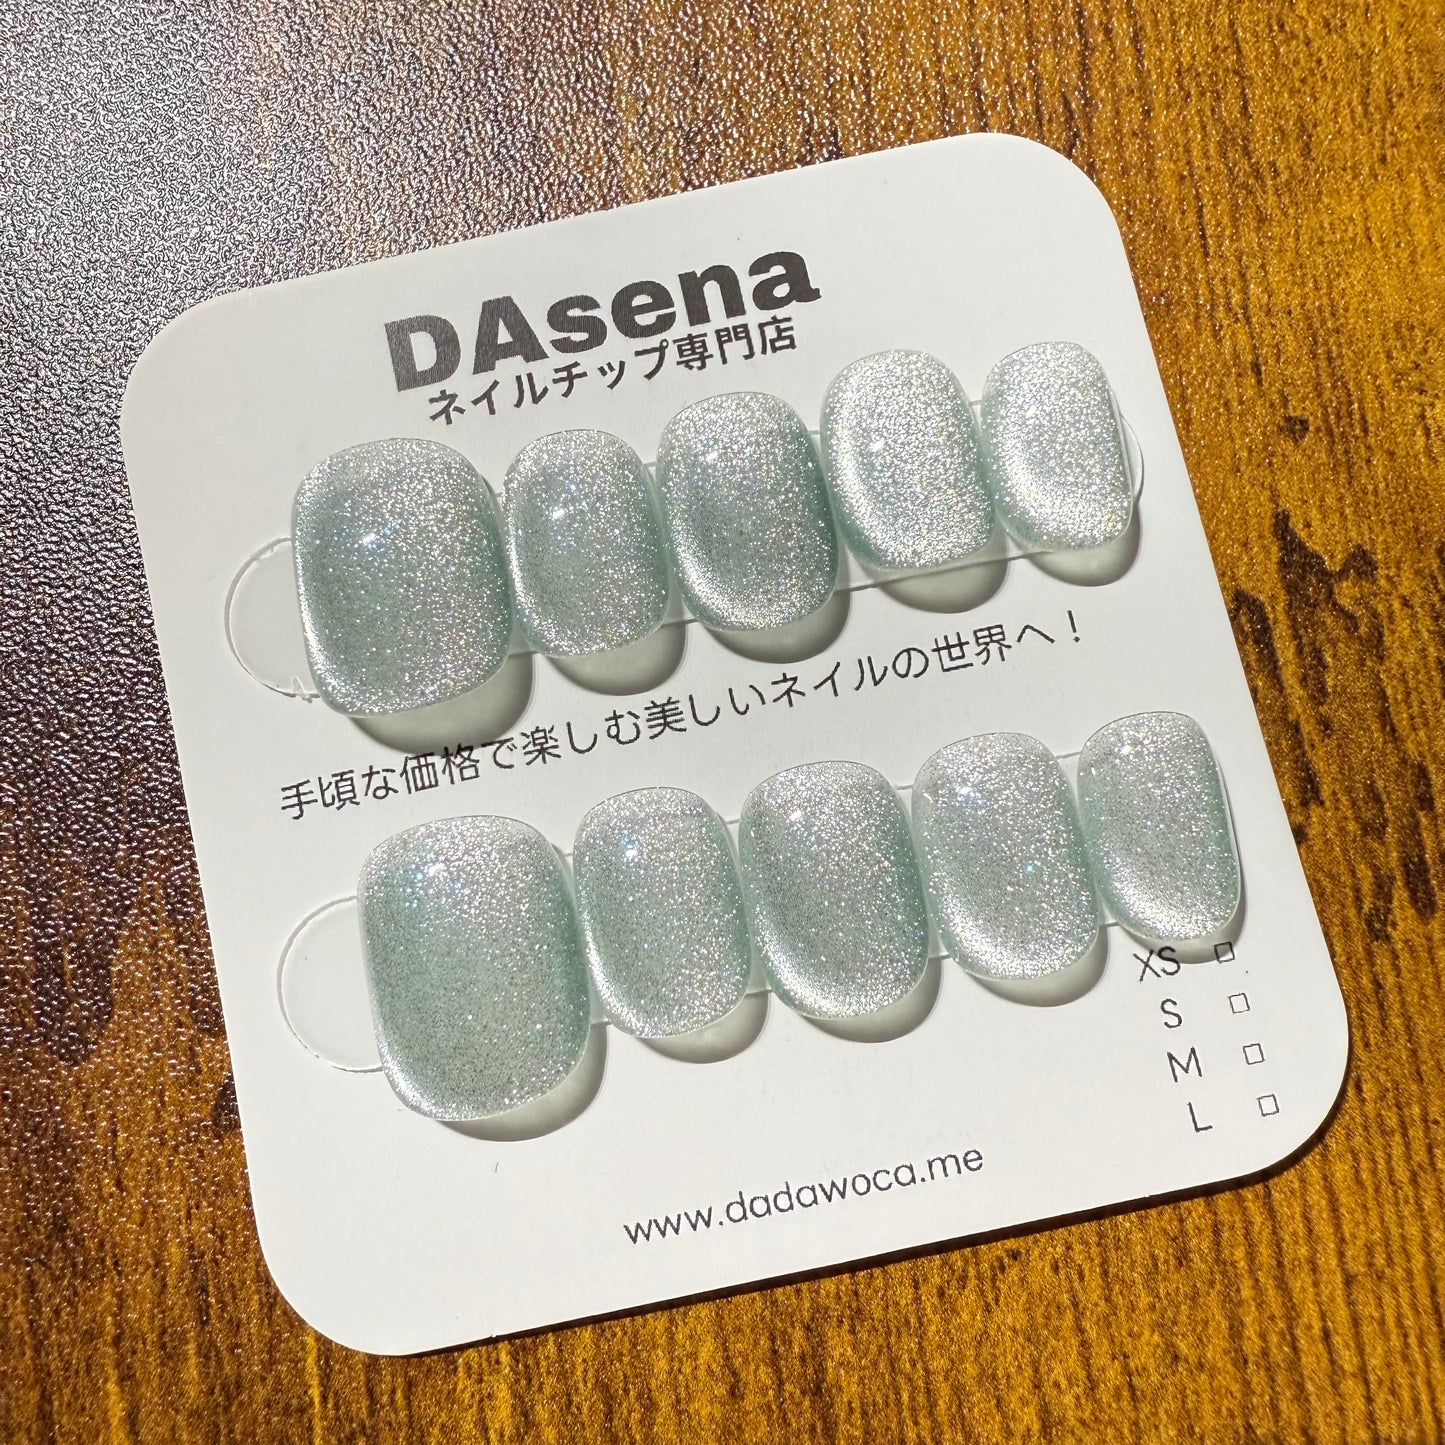 DAsena
ネイルチップ専門店
手頃な価格で楽しむ美しいネイルの世界へ！
XS □
S □
M □
L □
www.dadawoca.me